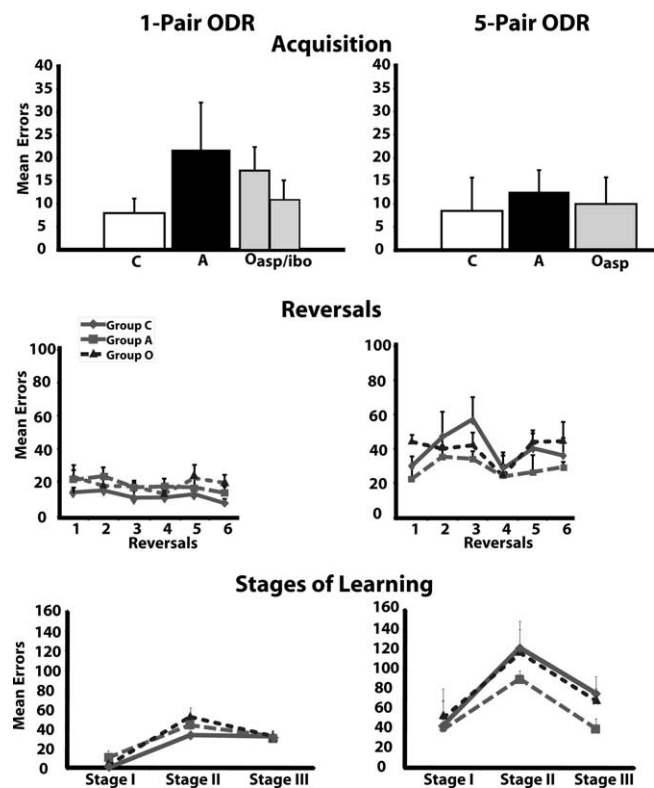 1-Pair ODR 5-Pair ODR
Acquisition
Mean Errors
40
35
30
25
20
15
10
5
0
C A Oasp/ibo
40
35
30
25
20
15
10
5
0
C A Oasp
Reversals
Group C
Group A
Group O
Mean Errors
100
80
60
40
20
0
1 2 3 4 5 6
Reversals
100
80
60
40
20
0
1 2 3 4 5 6
Reversals
Stages of Learning
Mean Errors
160
140
120
100
80
60
40
20
0
Stage I Stage II Stage III
160
140
120
100
80
60
40
20
0
Stage I Stage II Stage III